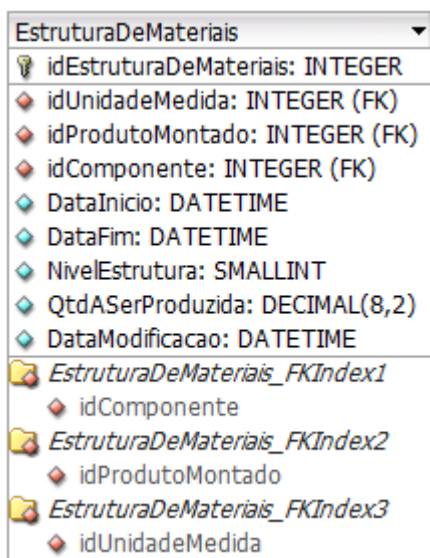 EstruturaDeMateriais
idEstruturaDeMateriais: INTEGER
idUnidadeMedida: INTEGER (FK)
idProdutoMontado: INTEGER (FK)
idComponente: INTEGER (FK)
DataInicio: DATETIME
DataFim: DATETIME
NivelEstrutura: SMALLINT
QtdASerProduzida: DECIMAL(8,2)
DataModificacao: DATETIME
EstruturaDeMateriais_FKIndex1
idComponente
EstruturaDeMateriais_FKIndex2
idProdutoMontado
EstruturaDeMateriais_FKIndex3
idUnidadeMedida